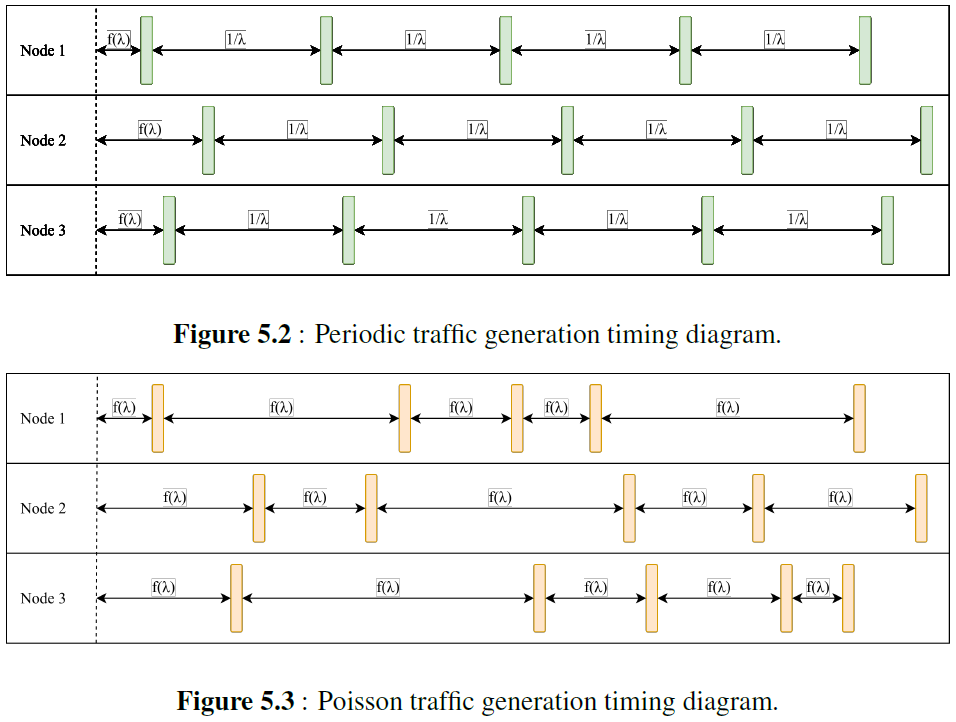 Node 1 f(λ) 1/λ 1/λ 1/λ 1/λ
Node 2 f(λ) 1/λ 1/λ 1/λ 1/λ
Node 3 f(λ) 1/λ 1/λ 1/λ 1/λ
Figure 5.2 : Periodic traffic generation timing diagram.
Node 1 f(λ) f(λ) f(λ) f(λ) f(λ)
Node 2 f(λ) f(λ) f(λ) f(λ) f(λ)
Node 3 f(λ) f(λ) f(λ) f(λ) f(λ)
Figure 5.3 : Poisson traffic generation timing diagram.